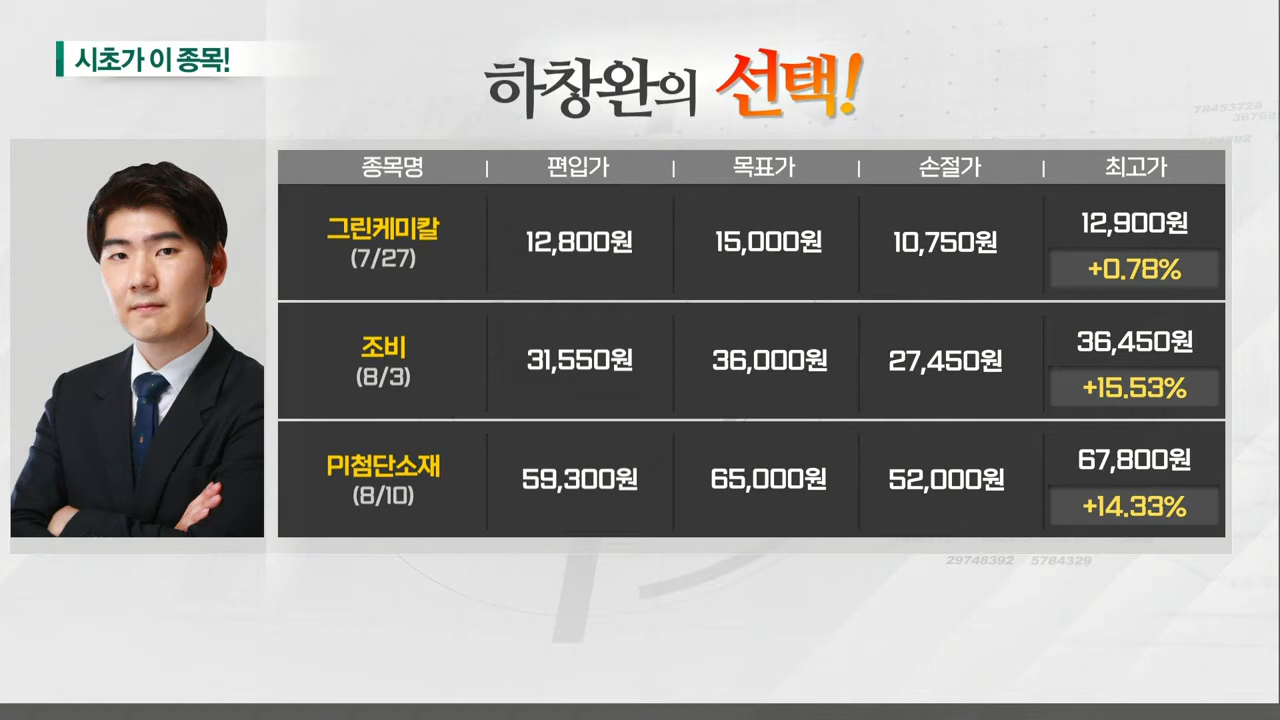 시초가 이 종목!
하창완의 선택!
종목명 | 편입가 | 목표가 | 손절가 | 최고가
그린케미칼
(7/27)
12,800원
15,000원
10,750원
12,900원
+0.78%
조비
(8/3)
31,550원
36,000원
27,450원
36,450원
+15.53%
PI첨단소재
(8/10)
59,300원
65,000원
52,000원
67,800원
+14.33%
29748392 5784329